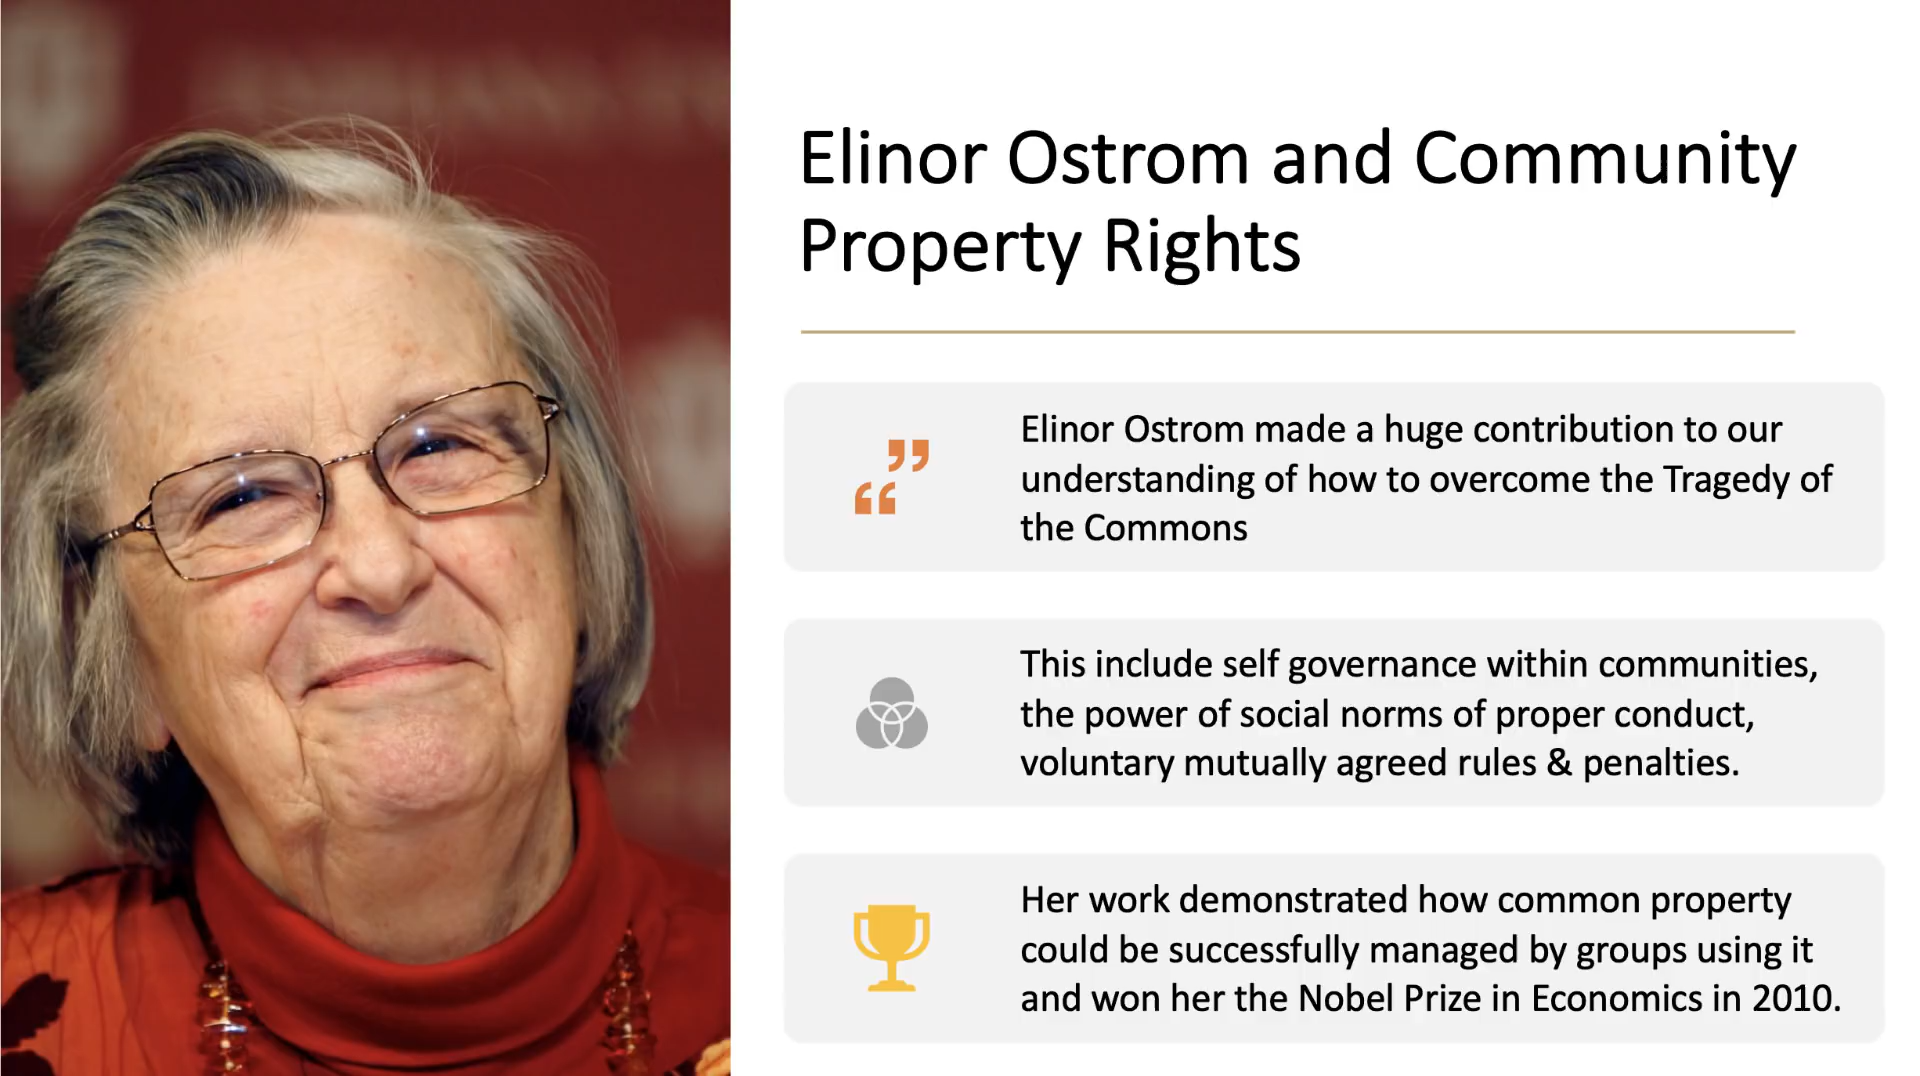 Elinor Ostrom and Community
Property Rights
Elinor Ostrom made a huge contribution to our
understanding of how to overcome the Tragedy of
the Commons
This include self governance within communities,
the power of social norms of proper conduct,
voluntary mutually agreed rules & penalties.
Her work demonstrated how common property
could be successfully managed by groups using it
and won her the Nobel Prize in Economics in 2010.